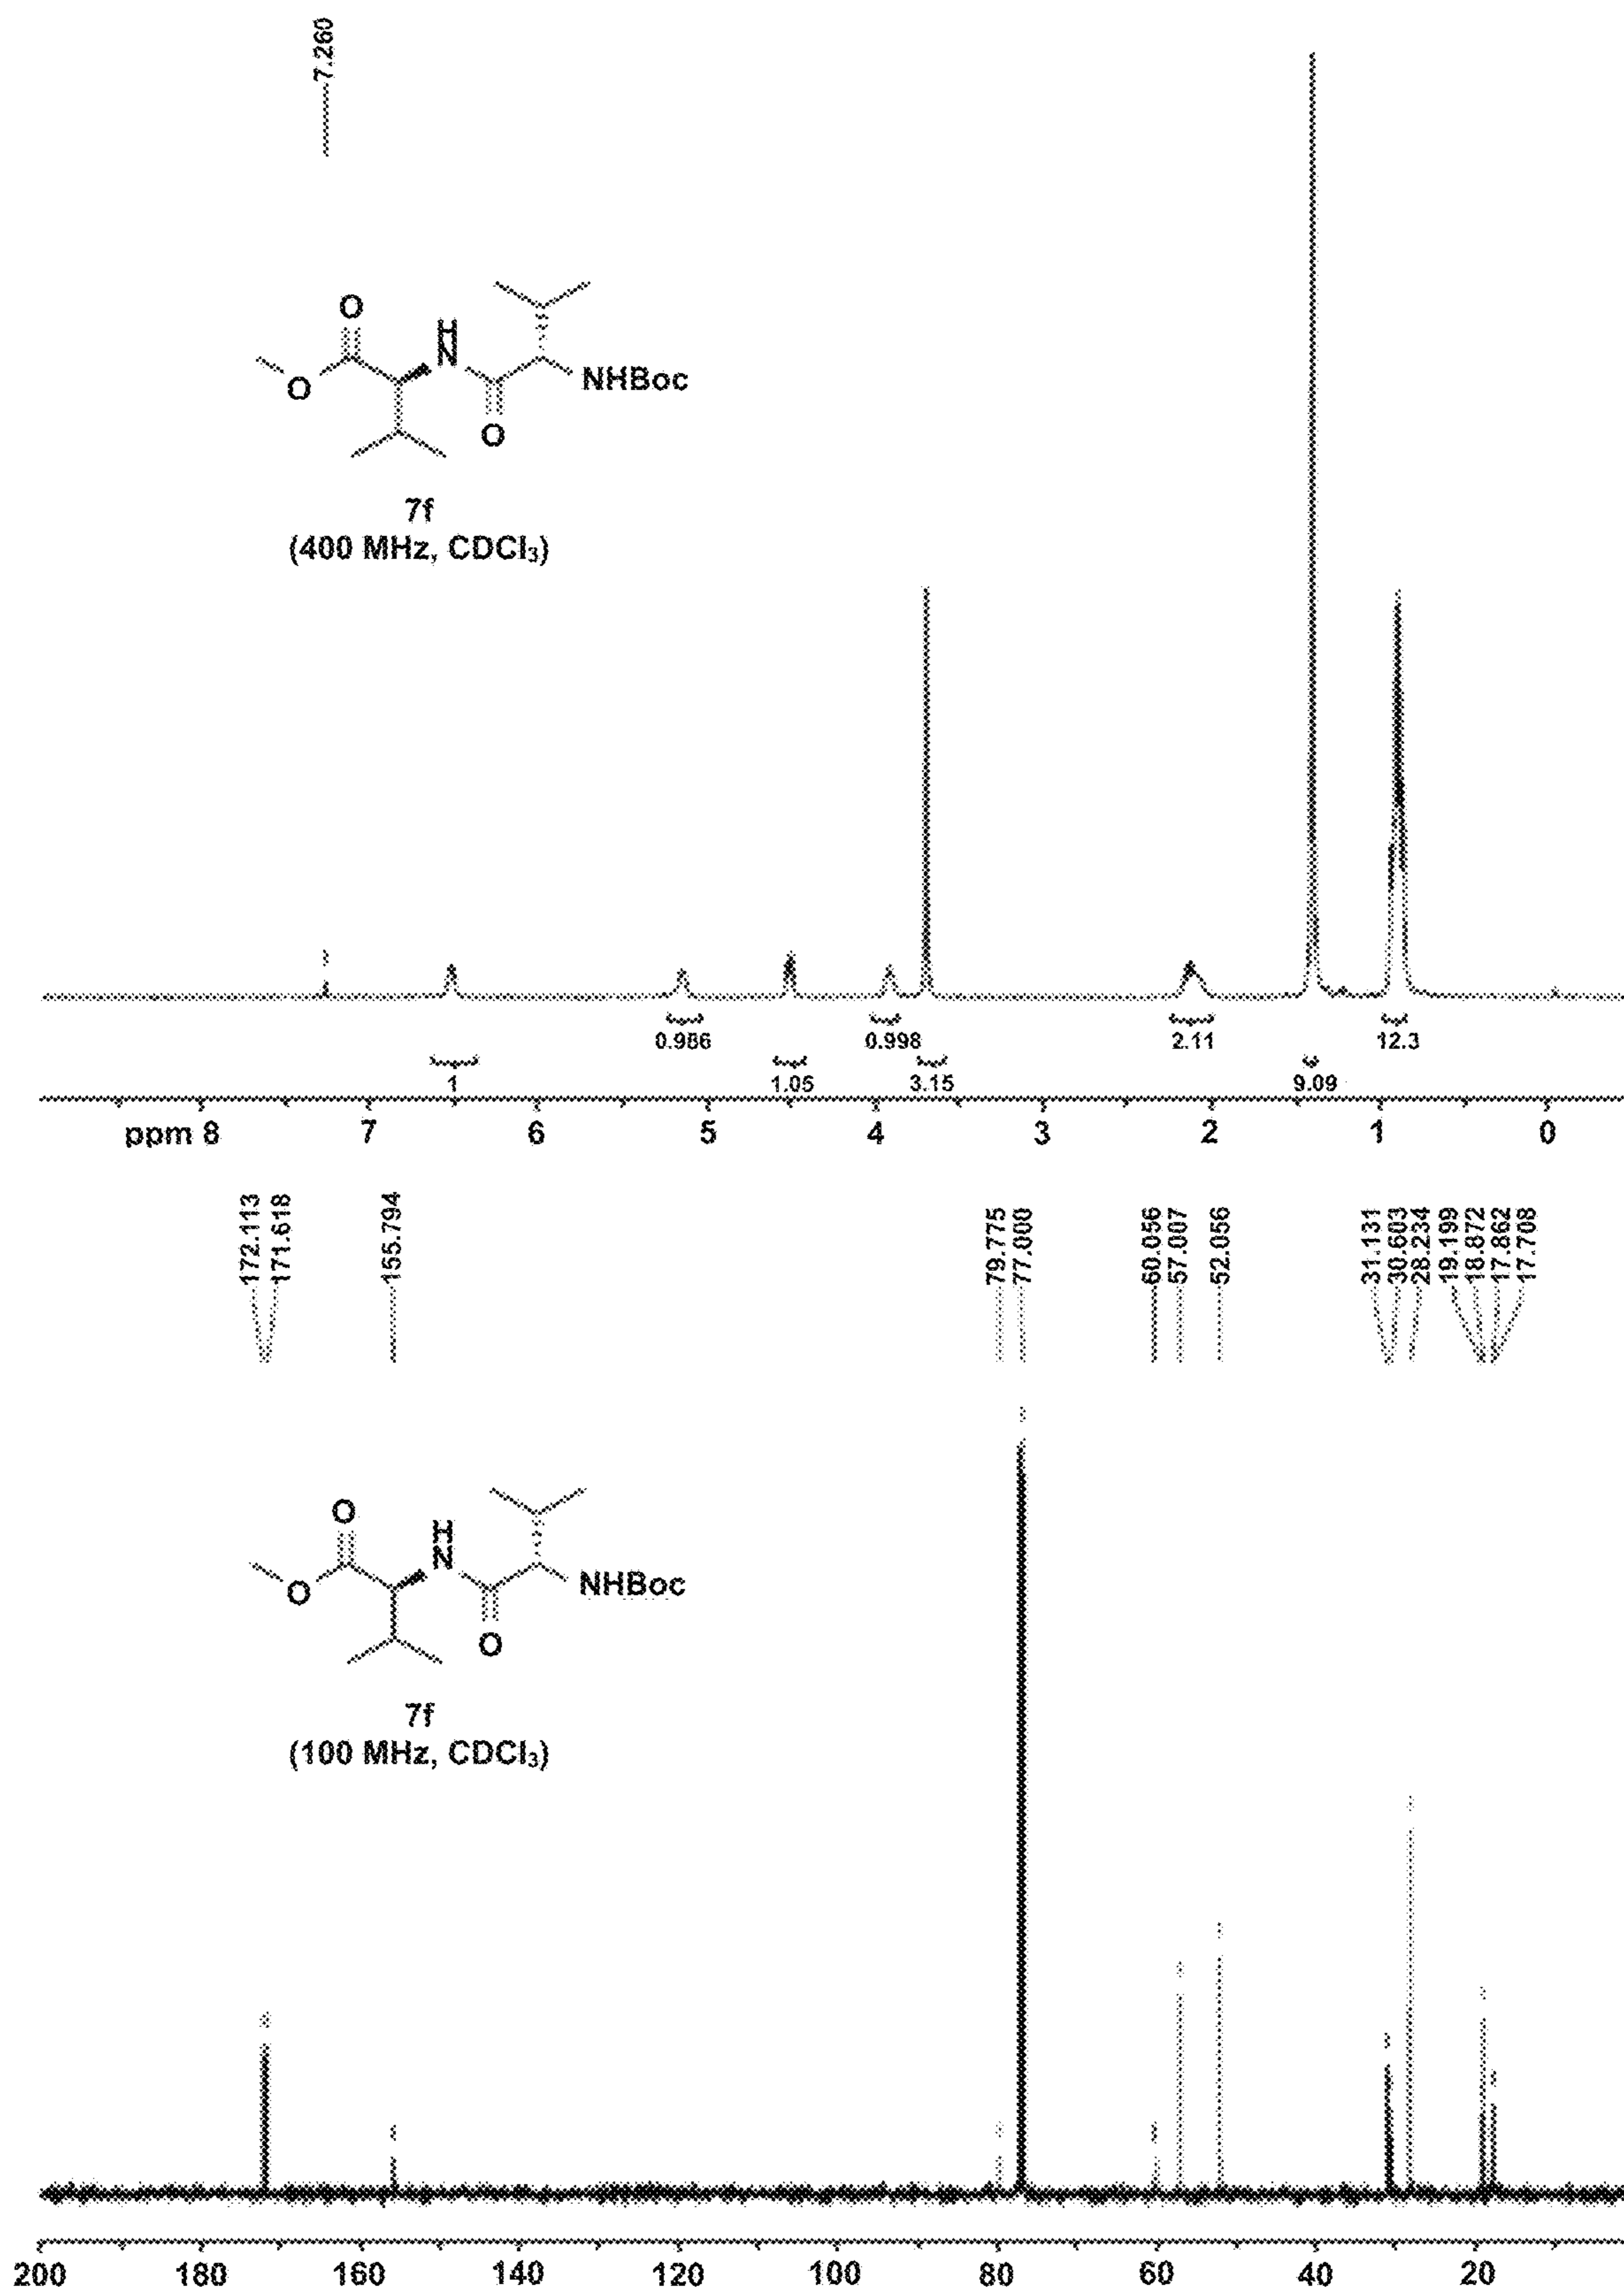 7.260
O
H
N
NHBoc
O
O
7f
(400 MHz, CDCl₃)
0.986 0.998 2.11 12.3
1 1.05 3.15 9.09
ppm 8 7 6 5 4 3 2 1 0
172.113
171.618
155.794
79.775
77.000
60.056
57.007
52.056
31.131
30.603
28.234
19.199
18.872
17.862
17.708
O
H
N
NHBoc
O
O
7f
(100 MHz, CDCl₃)
200 180 160 140 120 100 80 60 40 20